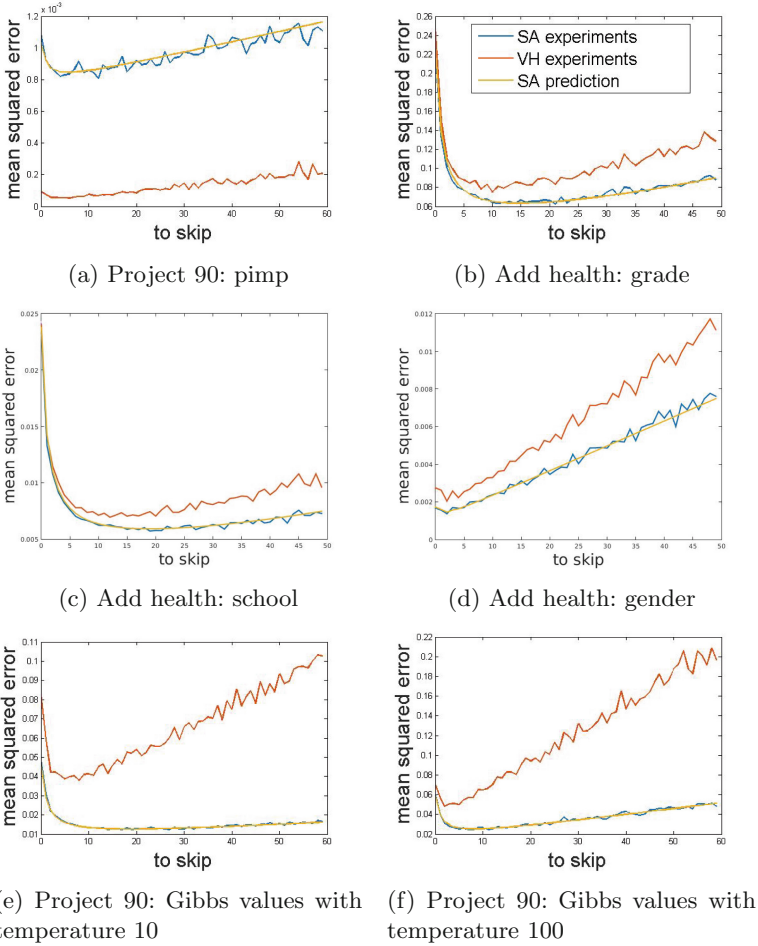 × 10⁻³
1.2
1
0.8
0.6
0.4
0.2
0
0 10 20 30 40 50 60
mean squared error
to skip
(a) Project 90: pimp
0.26
0.24
0.22
0.2
0.18
0.16
0.14
0.12
0.1
0.08
0.06
0 5 10 15 20 25 30 35 40 45 50
mean squared error
to skip
SA experiments
VH experiments
SA prediction
(b) Add health: grade
0.025
0.02
0.015
0.01
0.005
0 5 10 15 20 25 30 35 40 45 50
mean squared error
to skip
(c) Add health: school
0.012
0.01
0.008
0.006
0.004
0.002
0
0 5 10 15 20 25 30 35 40 45 50
mean squared error
to skip
(d) Add health: gender
0.11
0.1
0.09
0.08
0.07
0.06
0.05
0.04
0.03
0.02
0.01
0 10 20 30 40 50 60
mean squared error
to skip
(e) Project 90: Gibbs values with
temperature 10
0.22
0.2
0.18
0.16
0.14
0.12
0.1
0.08
0.06
0.04
0.02
0 10 20 30 40 50 60
mean squared error
to skip
(f) Project 90: Gibbs values with
temperature 100